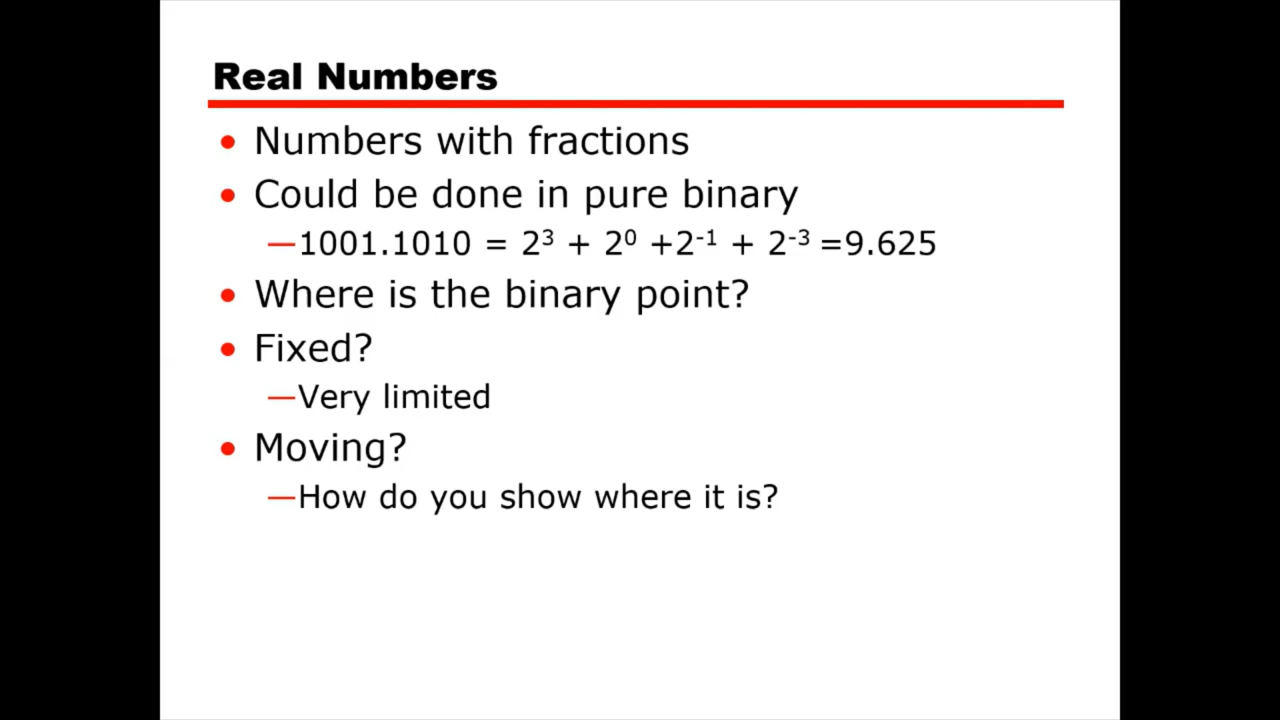 Real Numbers
• Numbers with fractions
• Could be done in pure binary
—1001.1010 = 2³ + 2⁰ +2⁻¹ + 2⁻³ =9.625
• Where is the binary point?
• Fixed?
—Very limited
• Moving?
—How do you show where it is?